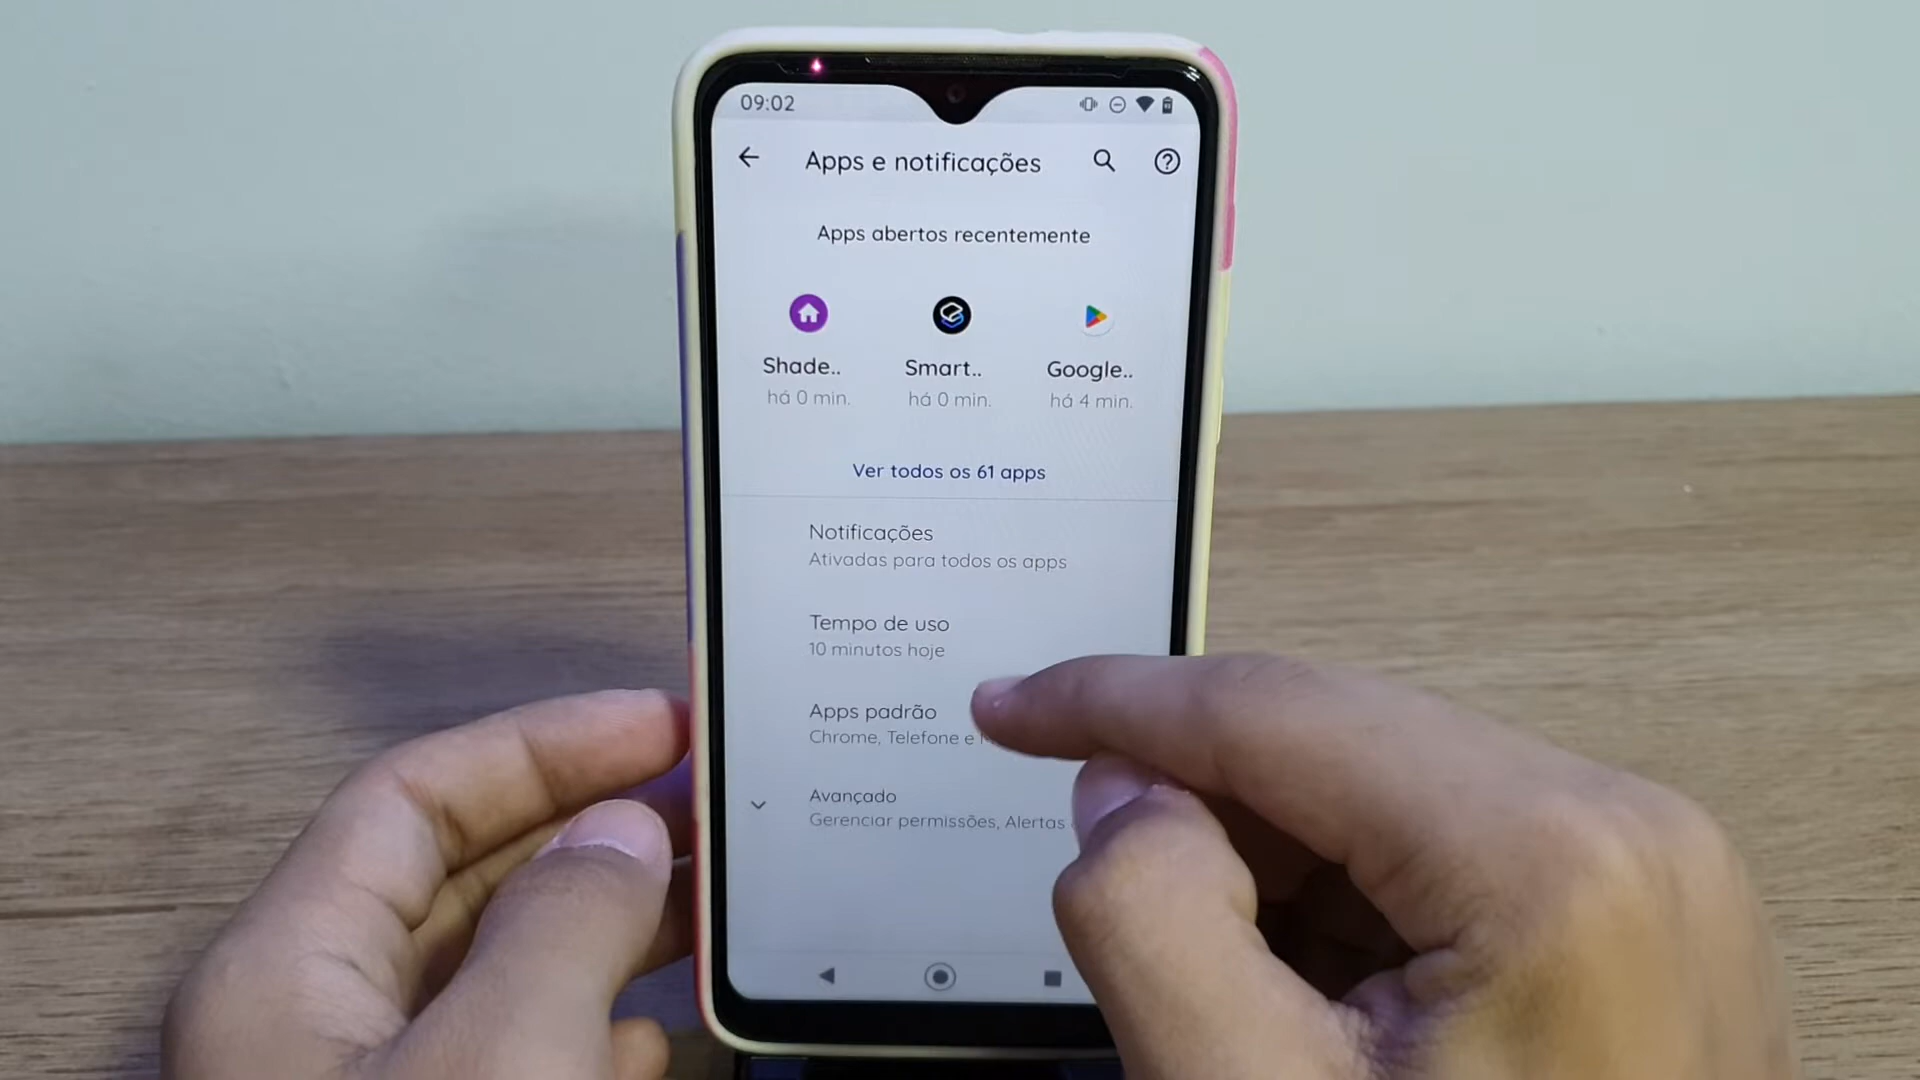 09:02
Apps e notificações
Apps abertos recentemente
Shade..
Smart..
Google..
há 0 min.
há 0 min.
há 4 min.
Ver todos os 61 apps
Notificações
Ativadas para todos os apps
Tempo de uso
10 minutos hoje
Apps padrão
Chrome, Telefone e
Avançado
Gerenciar permissões, Alertas